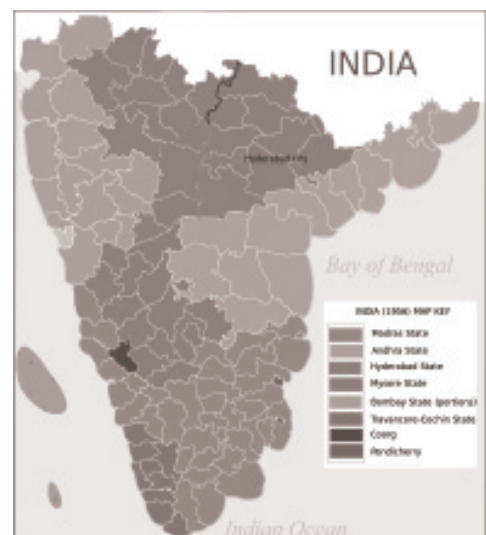 INDIA
Hyderabad city
Bay of Bengal
INDIA (1956) MAP KEY
Madras State
Andhra State
Hyderabad State
Mysore State
Bombay State (portions)
Travancore-Cochin State
Coorg
Pondicherry
Indian Ocean